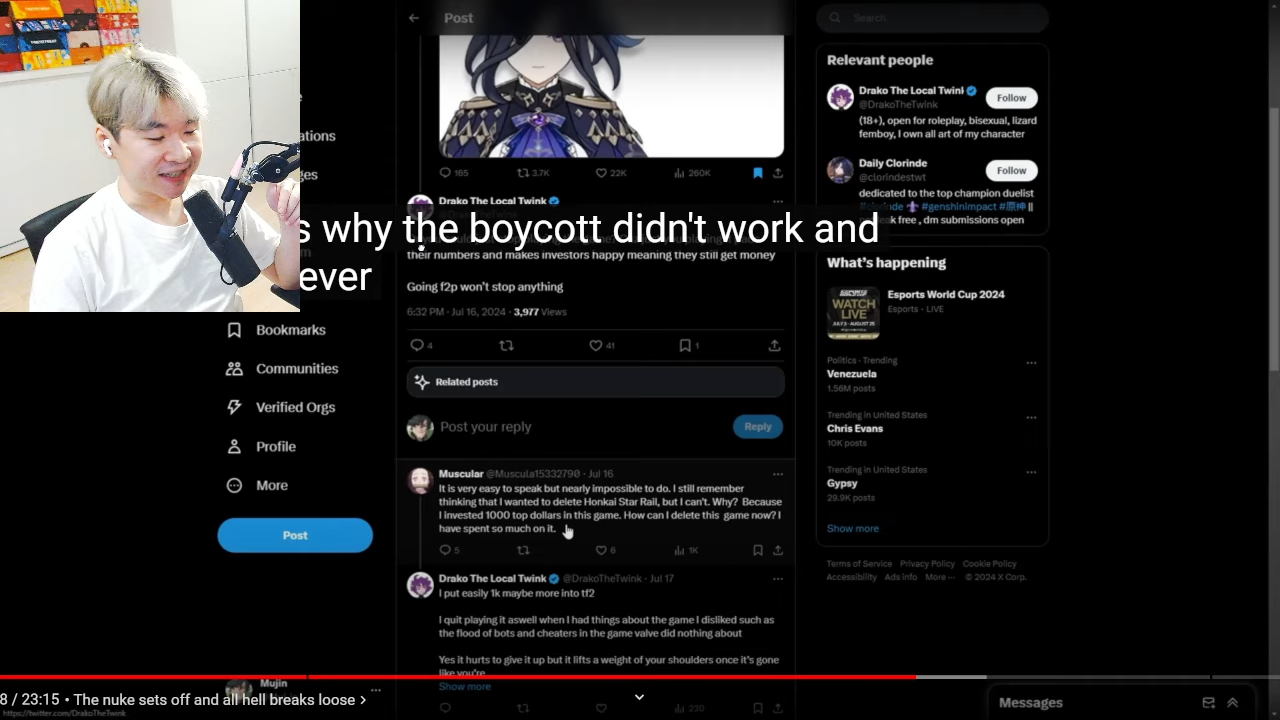 Post
Search
165
3.7K
22K
260K
Drako The Local Twink
s why the boycott didn't work and
ever
their numbers and makes investors happy meaning they still get money
Going f2p won't stop anything
6:32 PM · Jul 16, 2024 · 3,977 Views
4
41
1
Related posts
Post your reply
Reply
Muscular @Muscula15332790 · Jul 16
It is very easy to speak but nearly impossible to do. I still remember
thinking that I wanted to delete Honkai Star Rail, but I can't. Why? Because
I invested 1000 top dollars in this game. How can I delete this game now? I
have spent so much on it.
5
6
1K
Drako The Local Twink @DrakoTheTwink · Jul 17
I put easily 1k maybe more into tf2
I quit playing it aswell when I had things about the game I disliked such as
the flood of bots and cheaters in the game valve did nothing about
Yes it hurts to give it up but it lifts a weight of your shoulders once it's gone
like you're
Show more
230
ations
ges
Bookmarks
Communities
Verified Orgs
Profile
More
Post
Mujin
Relevant people
Drako The Local Twink
@DrakoTheTwink
Follow
(18+), open for roleplay, bisexual, lizard
femboy, I own all art of my character
Daily Clorinde
@clorindestwt
Follow
dedicated to the top champion duelist
#clorinde #genshinimpact #原神 ||
free , dm submissions open
What's happening
WATCH
LIVE
Esports World Cup 2024
Esports · LIVE
Politics · Trending
Venezuela
1.56M posts
Trending in United States
Chris Evans
10K posts
Trending in United States
Gypsy
29.9K posts
Show more
Terms of Service Privacy Policy Cookie Policy
Accessibility Ads info More ··· © 2024 X Corp.
Messages
8 / 23:15 • The nuke sets off and all hell breaks loose >
https://twitter.com/DrakoTheTwink